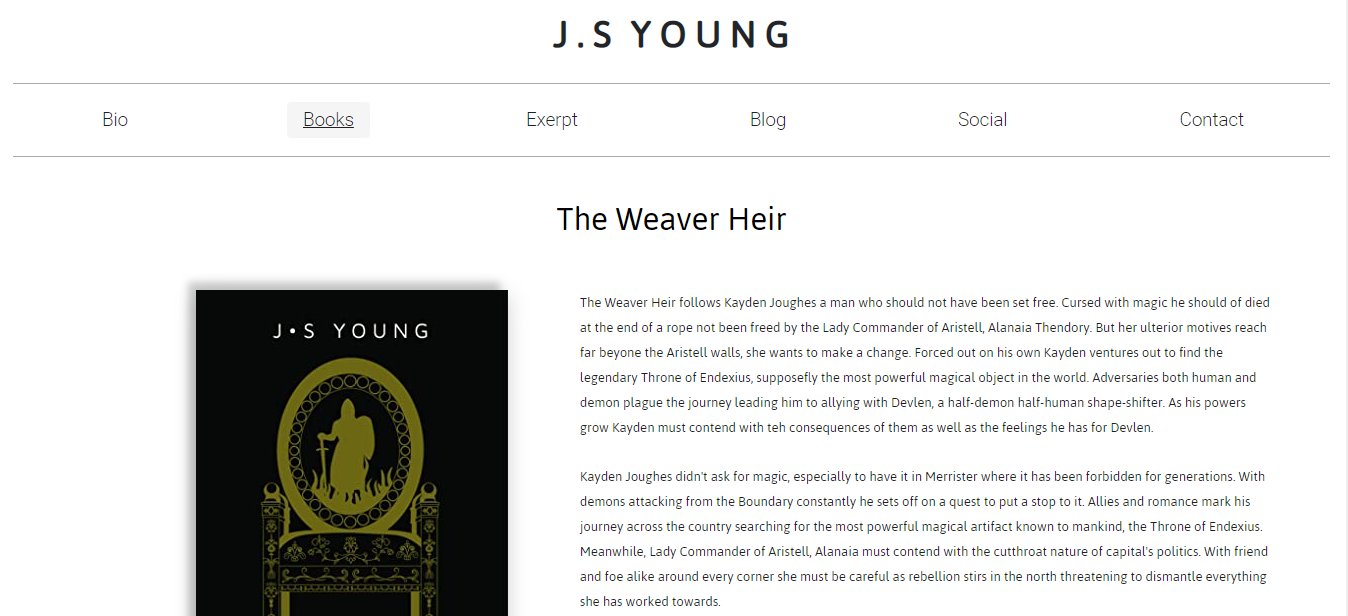 J.S YOUNG
Bio
Books
Exerpt
Blog
Social
Contact
The Weaver Heir
J•S YOUNG
The Weaver Heir follows Kayden Joughes a man who should not have been set free. Cursed with magic he should of died
at the end of a rope not been freed by the Lady Commander of Aristell, Alanaia Thendory. But her ulterior motives reach
far beyone the Aristell walls, she wants to make a change. Forced out on his own Kayden ventures out to find the
legendary Throne of Endexius, supposefly the most powerful magical object in the world. Adversaries both human and
demon plague the journey leading him to allying with Devlen, a half-demon half-human shape-shifter. As his powers
grow Kayden must contend with teh consequences of them as well as the feelings he has for Devlen.
Kayden Joughes didn't ask for magic, especially to have it in Merrister where it has been forbidden for generations. With
demons attacking from the Boundary constantly he sets off on a quest to put a stop to it. Allies and romance mark his
journey across the country searching for the most powerful magical artifact known to mankind, the Throne of Endexius.
Meanwhile, Lady Commander of Aristell, Alanaia must contend with the cutthroat nature of capital's politics. With friend
and foe alike around every corner she must be careful as rebellion stirs in the north threatening to dismantle everything
she has worked towards.